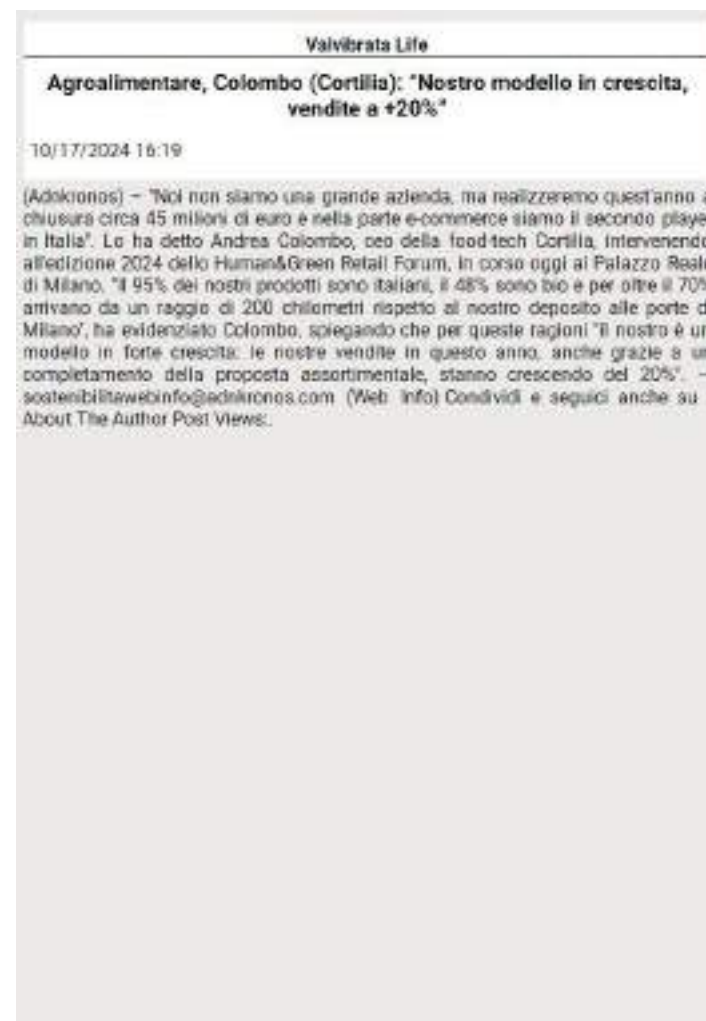 Valvibrata Life
Agroalimentare, Colombo (Cortilia): "Nostro modello in crescita,
vendite a +20%"
10/17/2024 16:19
(Adnkronos) – "Noi non siamo una grande azienda, ma realizzeremo quest'anno a
chiusura circa 45 milioni di euro e nella parte e-commerce siamo il secondo playe
in Italia". Lo ha detto Andrea Colombo, ceo della food-tech Cortilia, intervenendo
all'edizione 2024 dello Human&Green Retail Forum, in corso oggi al Palazzo Reale
di Milano. "Il 95% dei nostri prodotti sono italiani, il 48% sono bio e per oltre il 70%
arrivano da un raggio di 200 chilometri rispetto al nostro deposito alle porte d
Milano", ha evidenziato Colombo, spiegando che per queste ragioni "il nostro è un
modello in forte crescita: le nostre vendite in questo anno, anche grazie a un
completamento della proposta assortimentale, stanno crescendo del 20%". –
sostenibilitawebinfo@adnkronos.com (Web Info) Condividi e seguici anche su
About The Author Post Views:.